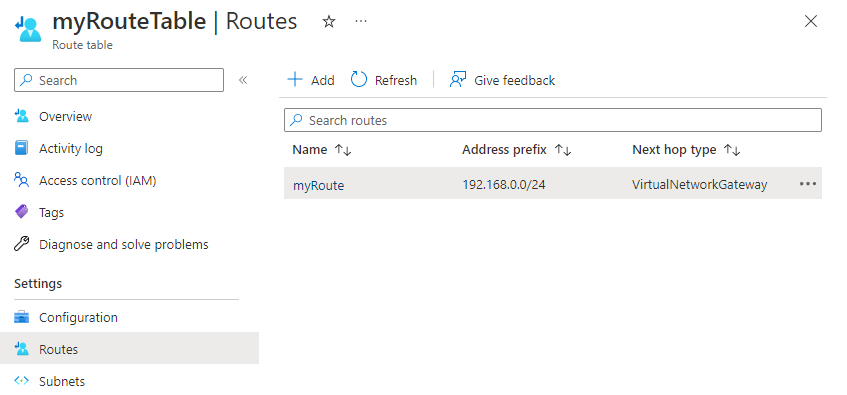 myRouteTable | Routes
Route table
Search
Overview
Activity log
Access control (IAM)
Tags
Diagnose and solve problems
Settings
Configuration
Routes
Subnets
Add Refresh Give feedback
Search routes
Name Address prefix Next hop type
myRoute 192.168.0.0/24 VirtualNetworkGateway